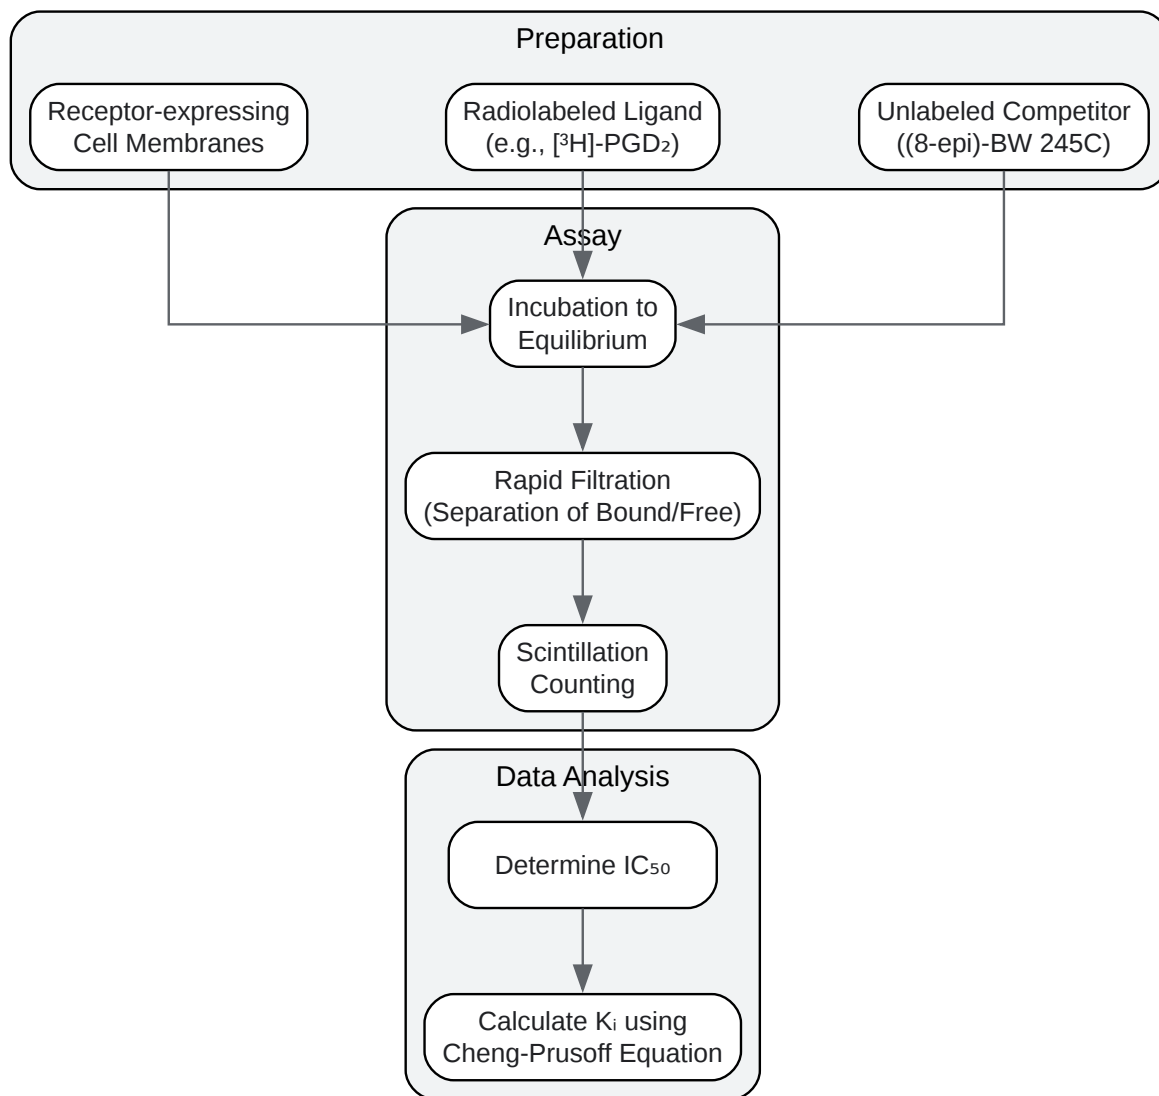 Preparation
Receptor-expressing
Cell Membranes
Radiolabeled Ligand
(e.g., [³H]-PGD₂)
Unlabeled Competitor
((8-epi)-BW 245C)
Assay
Incubation to
Equilibrium
Rapid Filtration
(Separation of Bound/Free)
Scintillation
Counting
Data Analysis
Determine IC₅₀
Calculate Kᵢ using
Cheng-Prusoff Equation